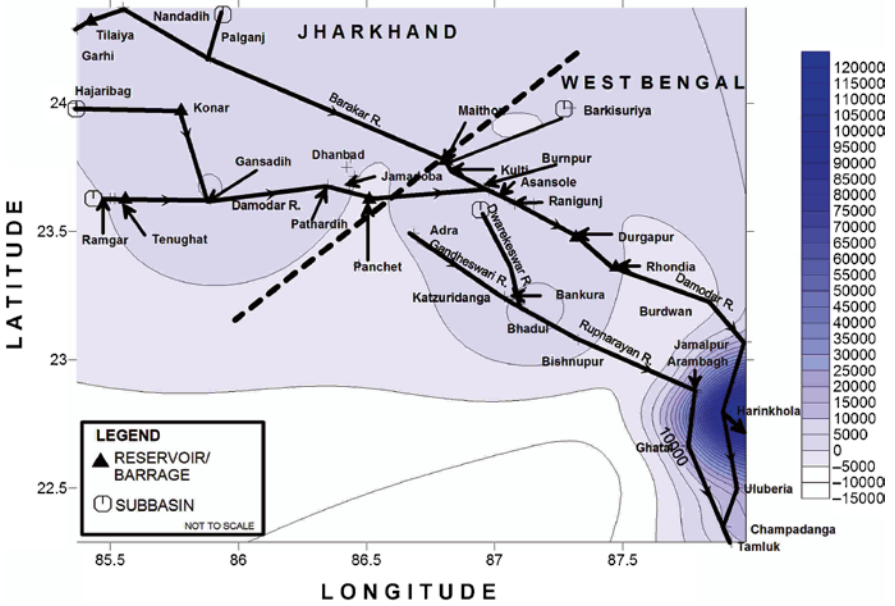 JHARKHAND
WEST BENGAL
Nandadih
Tilaiya
Palganj
Garhi
Hajaribag
Konar
Barakar R.
Maithon
Barkisuriya
Gansadih
Dhanbad
Jamadoba
Kulti
Burnpur
Asansole
Ranigunj
Damodar R.
Pathardih
Ramgar
Tenughat
Panchet
Adra
Dwarekeswar R.
Durgapur
Gandheswari R.
Rhondia
Katzuridanga
Bankura
Damodar R.
Burdwan
Bhadul
Rupnarayan R.
Bishnupur
Jamalpur
Arambagh
Harinkhola
10000
Ghatal
Uluberia
Champadanga
Tamluk
LEGEND
RESERVOIR/
BARRAGE
SUBBASIN
NOT TO SCALE
LATITUDE
24
23.5
23
22.5
85.5
86
86.5
87
87.5
LONGITUDE
120000
115000
110000
105000
100000
95000
90000
85000
80000
75000
70000
65000
60000
55000
50000
45000
40000
35000
30000
25000
20000
15000
10000
5000
0
-5000
-10000
-15000